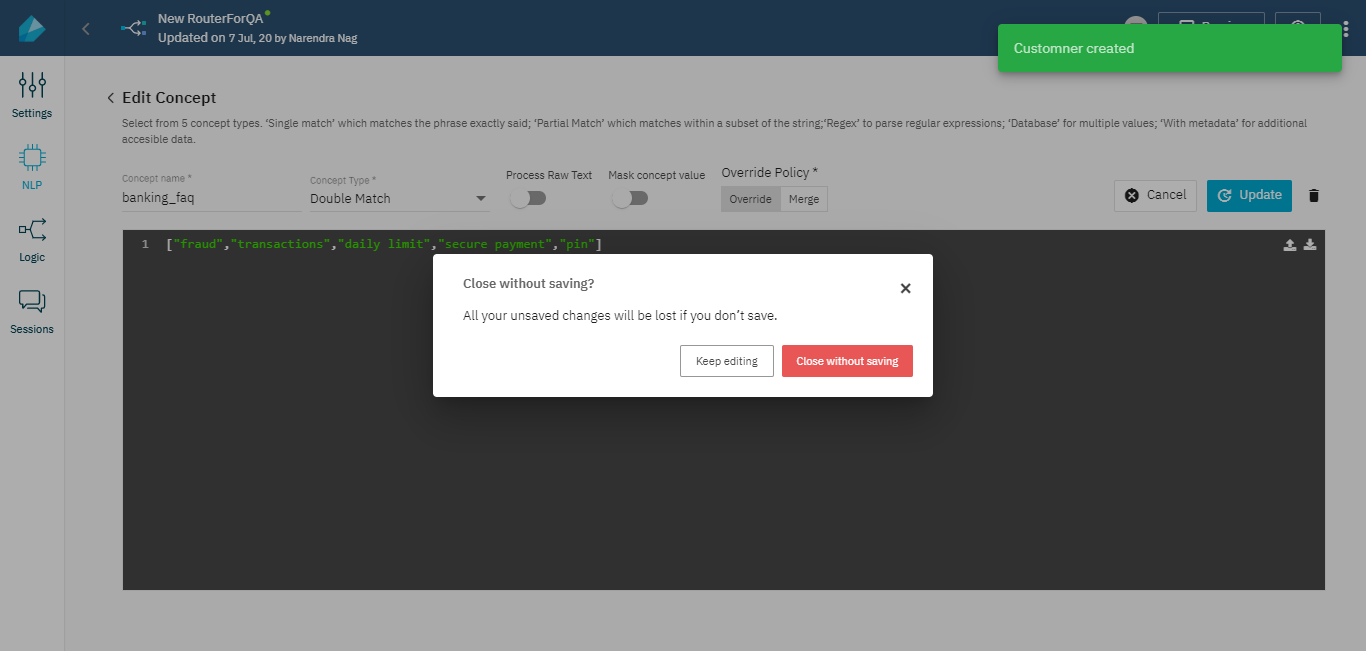 New RouterForQA
Updated on 7 Jul, 20 by Narendra Nag
Customner created
Settings
NLP
Logic
Sessions
Edit Concept
Select from 5 concept types. ‘Single match’ which matches the phrase exactly said; ‘Partial Match’ which matches within a subset of the string;‘Regex’ to parse regular expressions; ‘Database’ for multiple values; ‘With metadata’ for additional
accesible data.
Concept name *
banking_faq
Concept Type *
Double Match
Process Raw Text
Mask concept value
Override Policy *
Override Merge
Cancel
Update
1 ["fraud","transactions","daily limit","secure payment","pin"]
Close without saving?
All your unsaved changes will be lost if you don’t save.
Keep editing
Close without saving